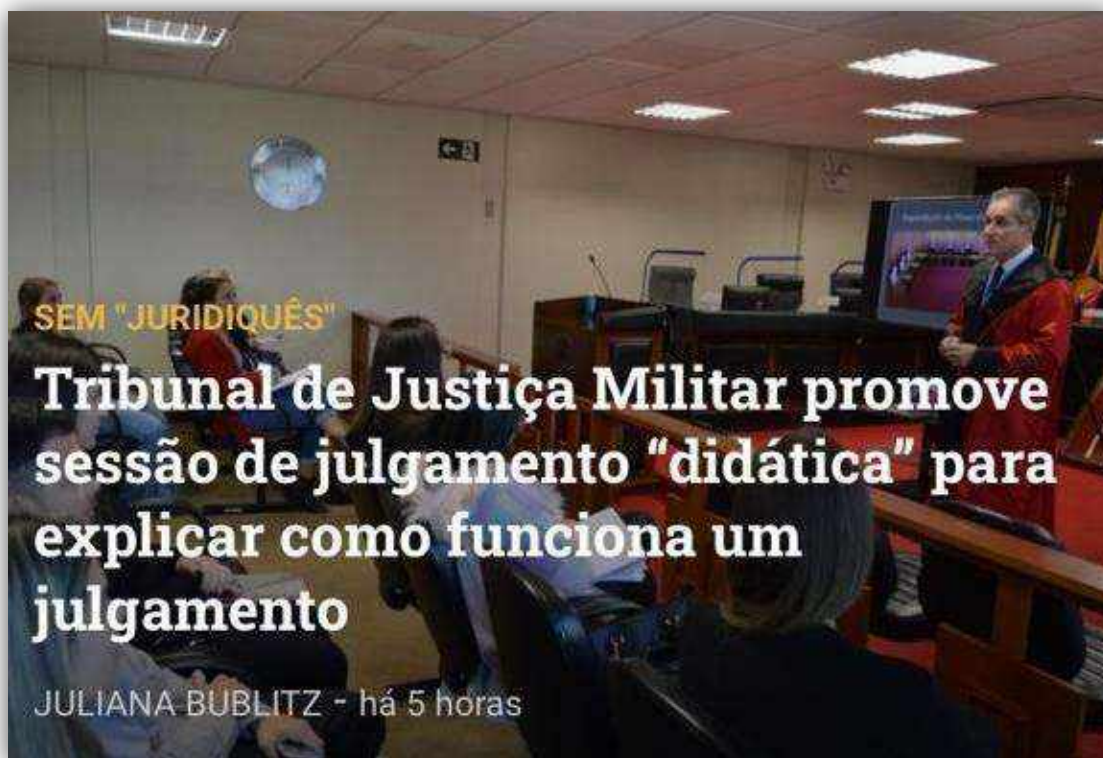 SEM "JURIDIQUÊS"
Tribunal de Justiça Militar promove
sessão de julgamento “didática” para
explicar como funciona um
julgamento
JULIANA BUBLITZ - há 5 horas